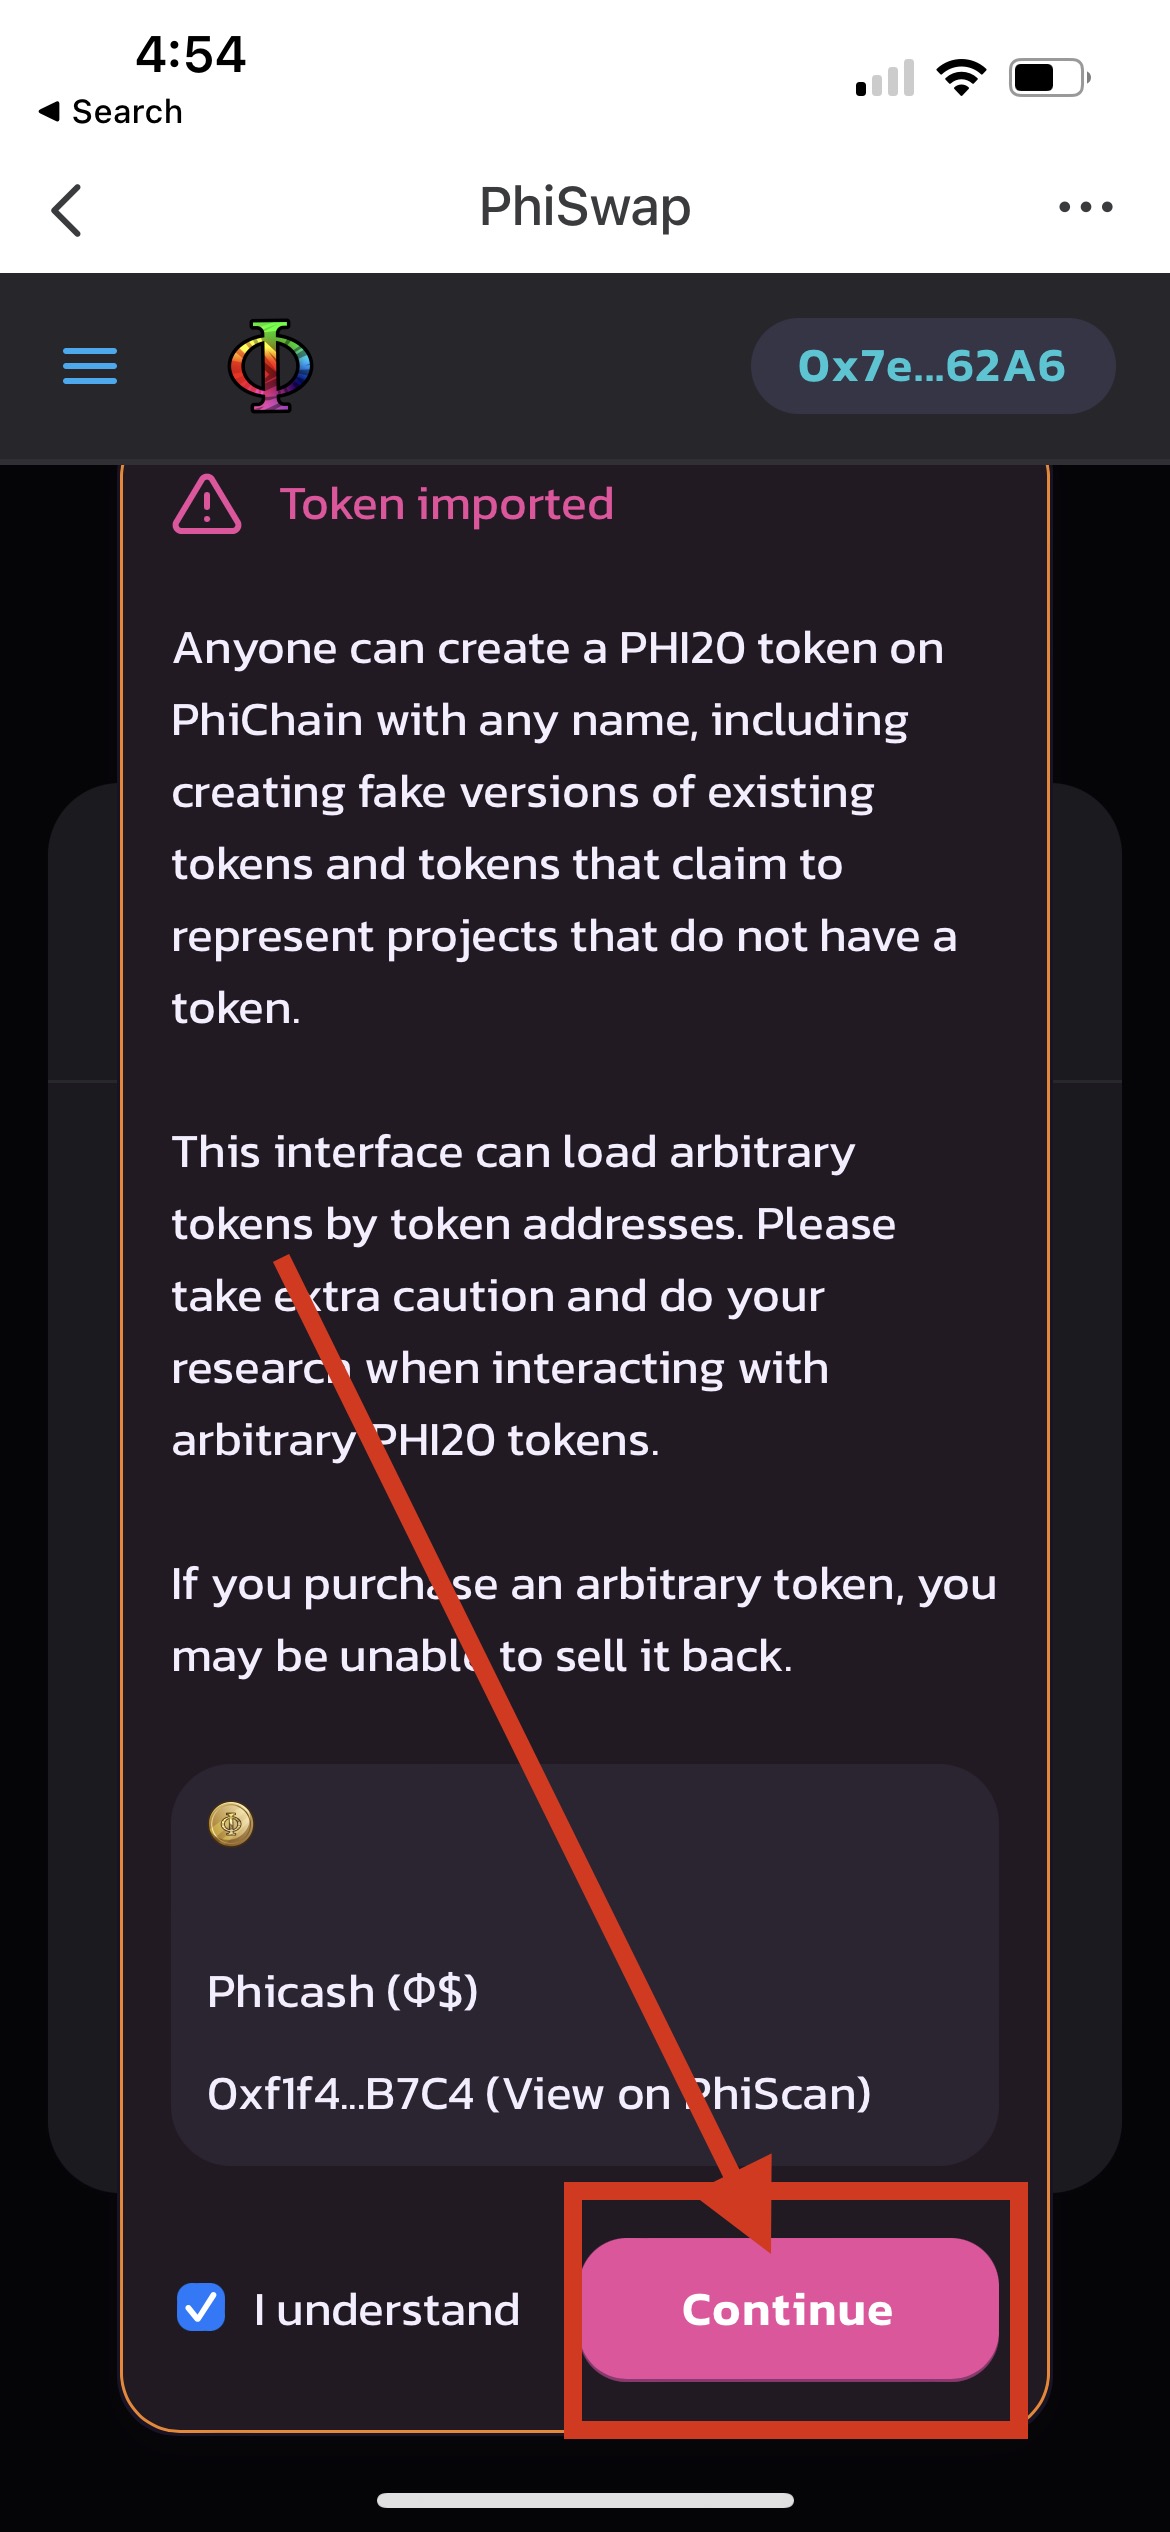 4:54
◀ Search
PhiSwap
0x7e...62A6
Token imported
Anyone can create a PHI20 token on
PhiChain with any name, including
creating fake versions of existing
tokens and tokens that claim to
represent projects that do not have a
token.
This interface can load arbitrary
tokens by token addresses. Please
take extra caution and do your
research when interacting with
arbitrary PHI20 tokens.
If you purchase an arbitrary token, you
may be unable to sell it back.
Phicash (Φ$)
0xf1f4...B7C4 (View on PhiScan)
I understand
Continue